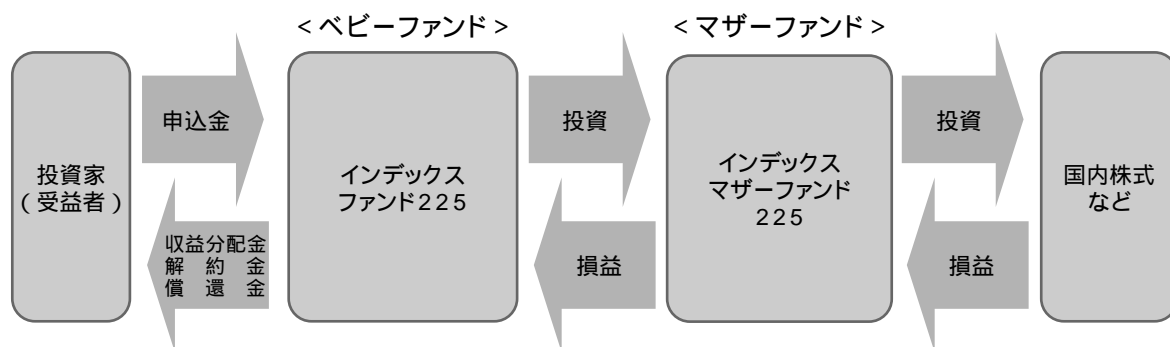 ＜ベビーファンド＞
＜マザーファンド＞
投資家
（受益者）
申込金
収益分配金
解約金
償還金
インデックス
ファンド225
投資
損益
インデックス
マザーファンド
225
投資
損益
国内株式
など